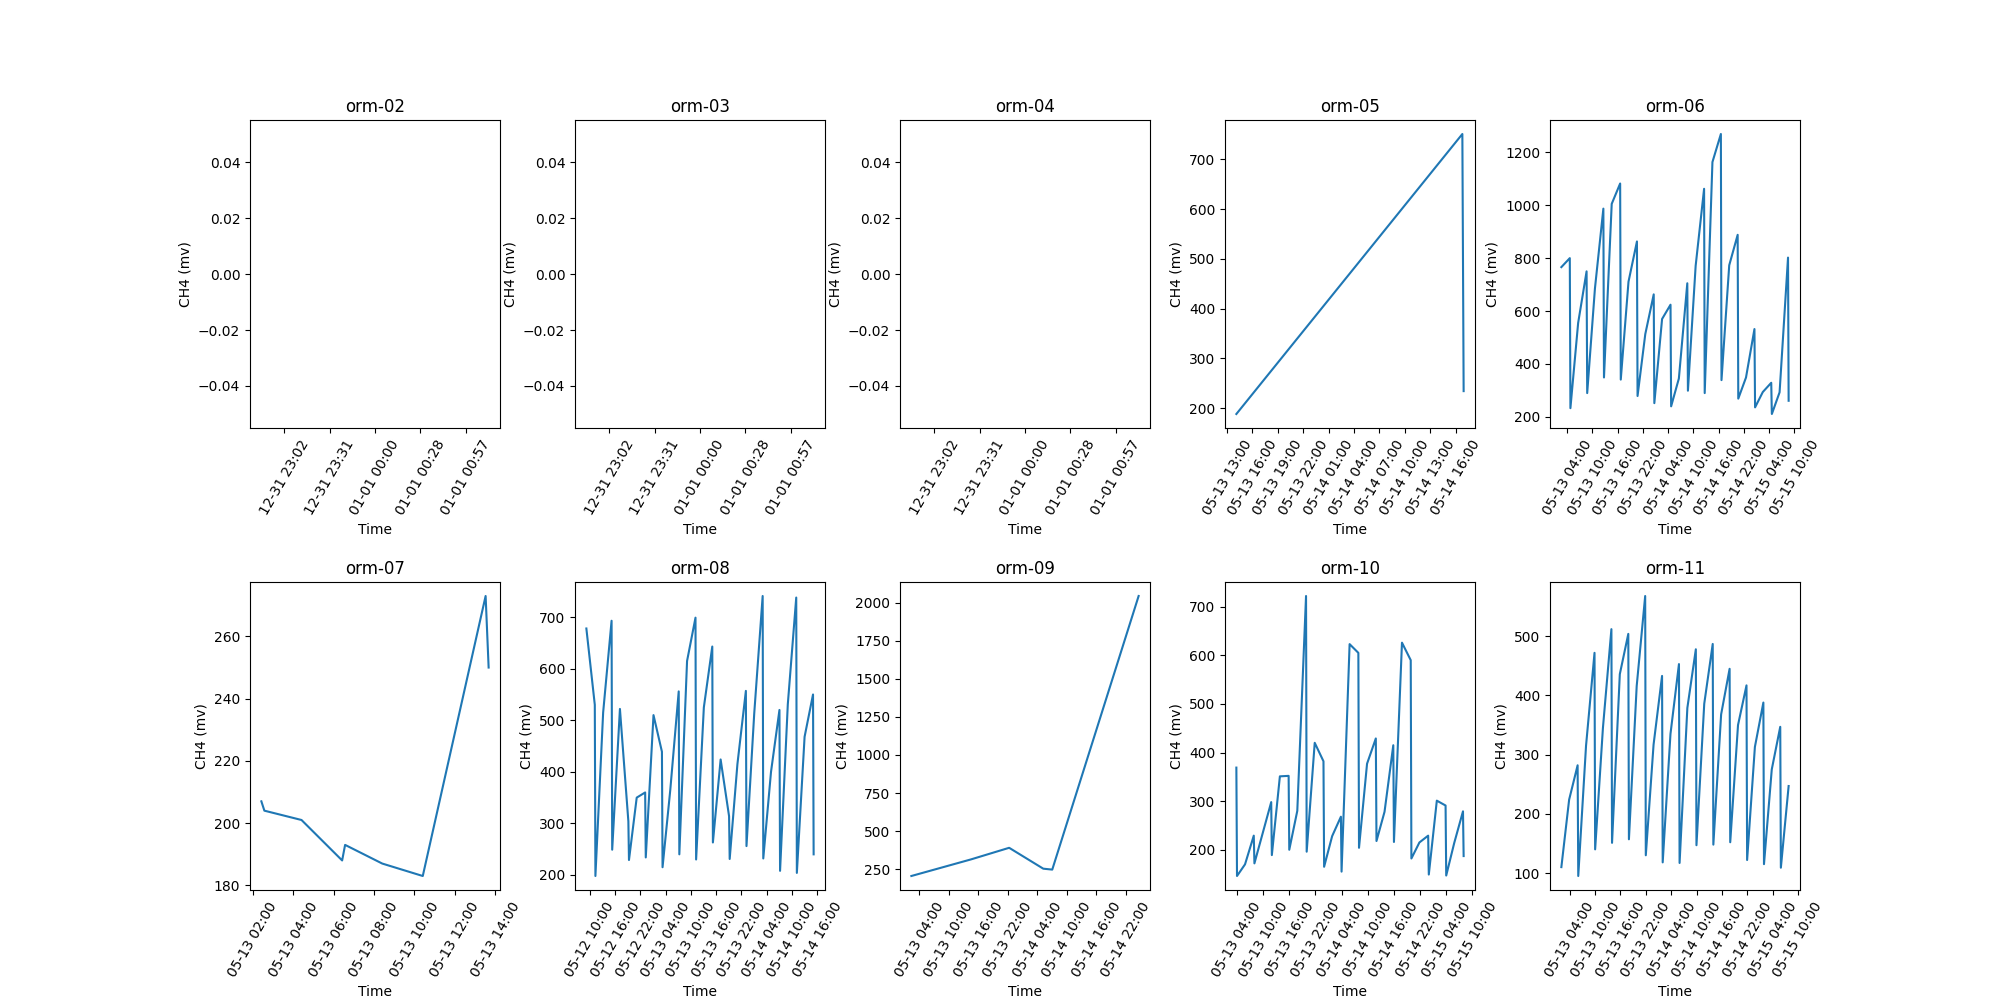 orm-02 orm-03 orm-04 orm-05 orm-06
CH4 (mv)
0.04
0.02
0.00
−0.02
−0.04
12-31 23:02 12-31 23:31 01-01 00:00 01-01 00:28 01-01 00:57
Time
CH4 (mv)
0.04
0.02
0.00
−0.02
−0.04
12-31 23:02 12-31 23:31 01-01 00:00 01-01 00:28 01-01 00:57
Time
CH4 (mv)
0.04
0.02
0.00
−0.02
−0.04
12-31 23:02 12-31 23:31 01-01 00:00 01-01 00:28 01-01 00:57
Time
CH4 (mv)
700
600
500
400
300
200
05-13 13:00 05-13 16:00 05-13 19:00 05-13 22:00 05-14 01:00 05-14 04:00 05-14 07:00 05-14 10:00 05-14 13:00 05-14 16:00
Time
CH4 (mv)
1200
1000
800
600
400
200
05-13 04:00 05-13 10:00 05-13 16:00 05-13 22:00 05-14 04:00 05-14 10:00 05-14 16:00 05-14 22:00 05-15 04:00 05-15 10:00
Time
orm-07 orm-08 orm-09 orm-10 orm-11
CH4 (mv)
260
240
220
200
180
05-13 02:00 05-13 04:00 05-13 06:00 05-13 08:00 05-13 10:00 05-13 12:00 05-13 14:00
Time
CH4 (mv)
700
600
500
400
300
200
05-12 10:00 05-12 16:00 05-12 22:00 05-13 04:00 05-13 10:00 05-13 16:00 05-13 22:00 05-14 04:00 05-14 10:00 05-14 16:00
Time
CH4 (mv)
2000
1750
1500
1250
1000
750
500
250
05-13 04:00 05-13 10:00 05-13 16:00 05-13 22:00 05-14 04:00 05-14 10:00 05-14 16:00 05-14 22:00
Time
CH4 (mv)
700
600
500
400
300
200
05-13 04:00 05-13 10:00 05-13 16:00 05-13 22:00 05-14 04:00 05-14 10:00 05-14 16:00 05-14 22:00 05-15 04:00 05-15 10:00
Time
CH4 (mv)
500
400
300
200
100
05-13 04:00 05-13 10:00 05-13 16:00 05-13 22:00 05-14 04:00 05-14 10:00 05-14 16:00 05-14 22:00 05-15 04:00 05-15 10:00
Time